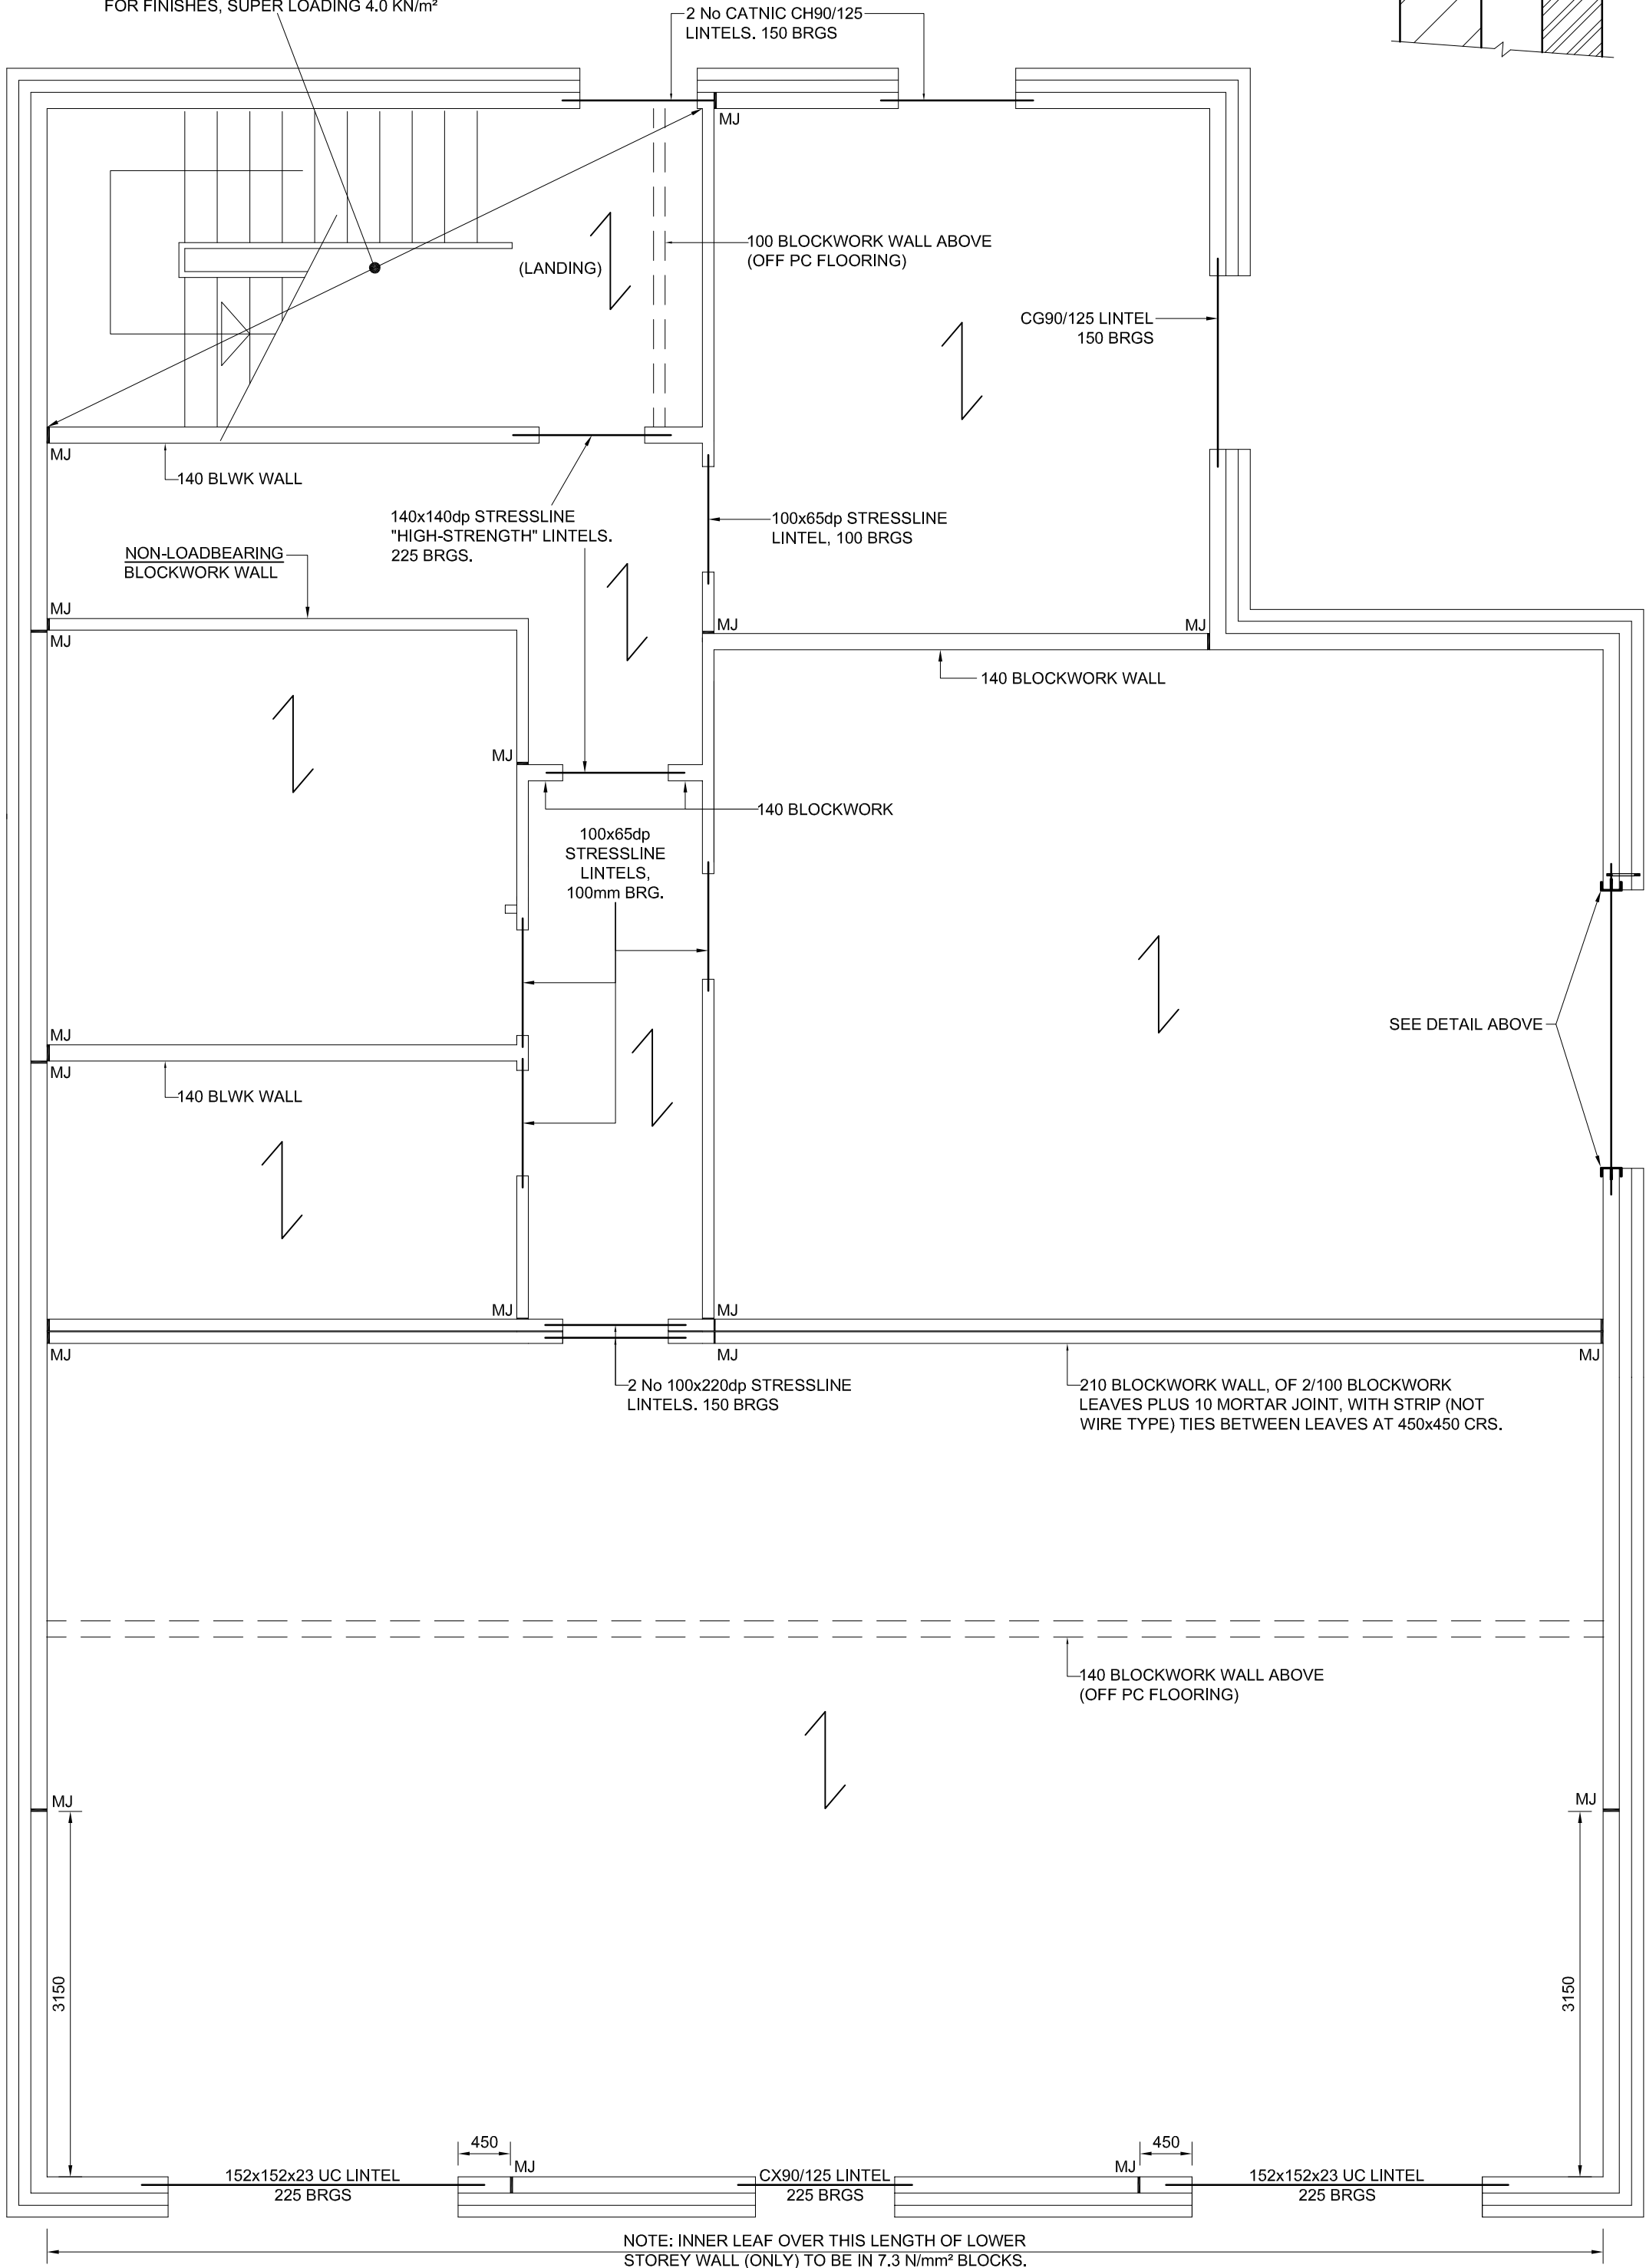 FOR FINISHES, SUPER LOADING 4.0 KN/m²
2 No CATNIC CH90/125
LINTELS. 150 BRGS
MJ
100 BLOCKWORK WALL ABOVE
(OFF PC FLOORING)
(LANDING)
CG90/125 LINTEL
150 BRGS
MJ
140 BLWK WALL
140x140dp STRESSLINE
"HIGH-STRENGTH" LINTELS.
225 BRGS.
100x65dp STRESSLINE
LINTEL, 100 BRGS
NON-LOADBEARING
BLOCKWORK WALL
MJ
MJ
MJ
MJ
140 BLOCKWORK WALL
MJ
140 BLOCKWORK
100x65dp
STRESSLINE
LINTELS,
100mm BRG.
SEE DETAIL ABOVE
MJ
MJ
140 BLWK WALL
MJ
MJ
MJ
MJ
MJ
2 No 100x220dp STRESSLINE
LINTELS. 150 BRGS
210 BLOCKWORK WALL, OF 2/100 BLOCKWORK
LEAVES PLUS 10 MORTAR JOINT, WITH STRIP (NOT
WIRE TYPE) TIES BETWEEN LEAVES AT 450x450 CRS.
140 BLOCKWORK WALL ABOVE
(OFF PC FLOORING)
MJ
MJ
3150
3150
450
450
MJ
MJ
152x152x23 UC LINTEL
225 BRGS
CX90/125 LINTEL
225 BRGS
152x152x23 UC LINTEL
225 BRGS
NOTE: INNER LEAF OVER THIS LENGTH OF LOWER
STOREY WALL (ONLY) TO BE IN 7.3 N/mm² BLOCKS.